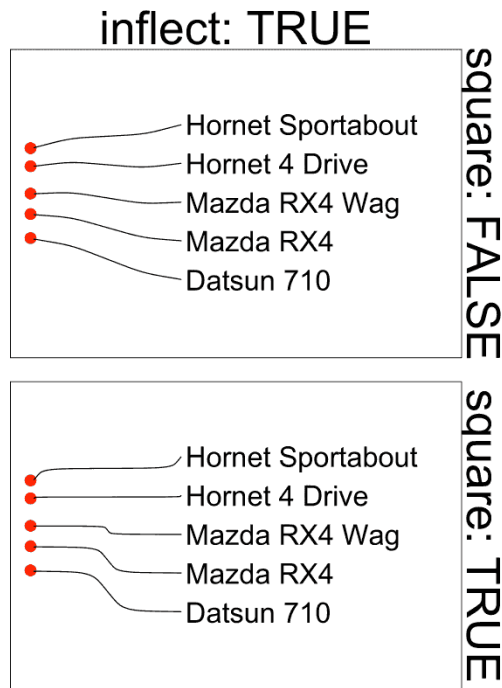 inflect: TRUE
square: FALSE
Hornet Sportabout
Hornet 4 Drive
Mazda RX4 Wag
Mazda RX4
Datsun 710
square: TRUE
Hornet Sportabout
Hornet 4 Drive
Mazda RX4 Wag
Mazda RX4
Datsun 710